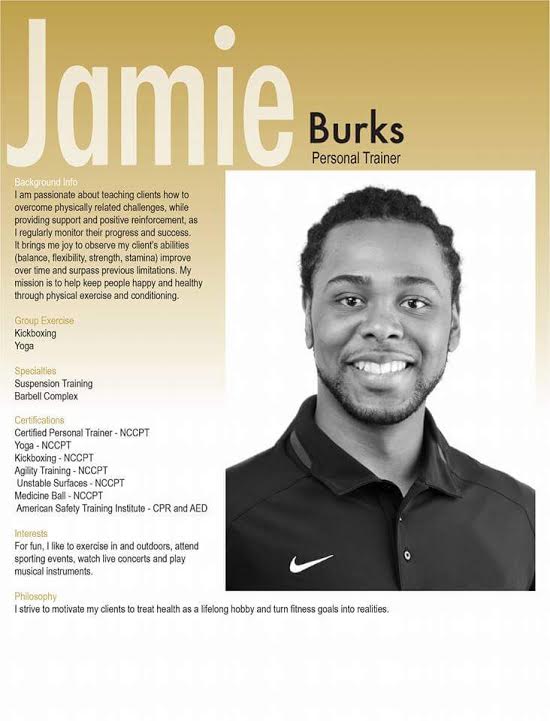 Jamie
Burks
Personal Trainer
Background Info
I am passionate about teaching clients how to
overcome physically related challenges, while
providing support and positive reinforcement, as
I regularly monitor their progress and success.
It brings me joy to observe my client's abilities
(balance, flexibility, strength, stamina) improve
over time and surpass previous limitations. My
mission is to help keep people happy and healthy
through physical exercise and conditioning.
Group Exercise
Kickboxing
Yoga
Specialties
Suspension Training
Barbell Complex
Certifications
Certified Personal Trainer - NCCPT
Yoga - NCCPT
Kickboxing - NCCPT
Agility Training - NCCPT
Unstable Surfaces - NCCPT
Medicine Ball - NCCPT
American Safety Training Institute - CPR and AED
Interests
For fun, I like to exercise in and outdoors, attend
sporting events, watch live concerts and play
musical instruments.
Philosophy
I strive to motivate my clients to treat health as a lifelong hobby and turn fitness goals into realities.